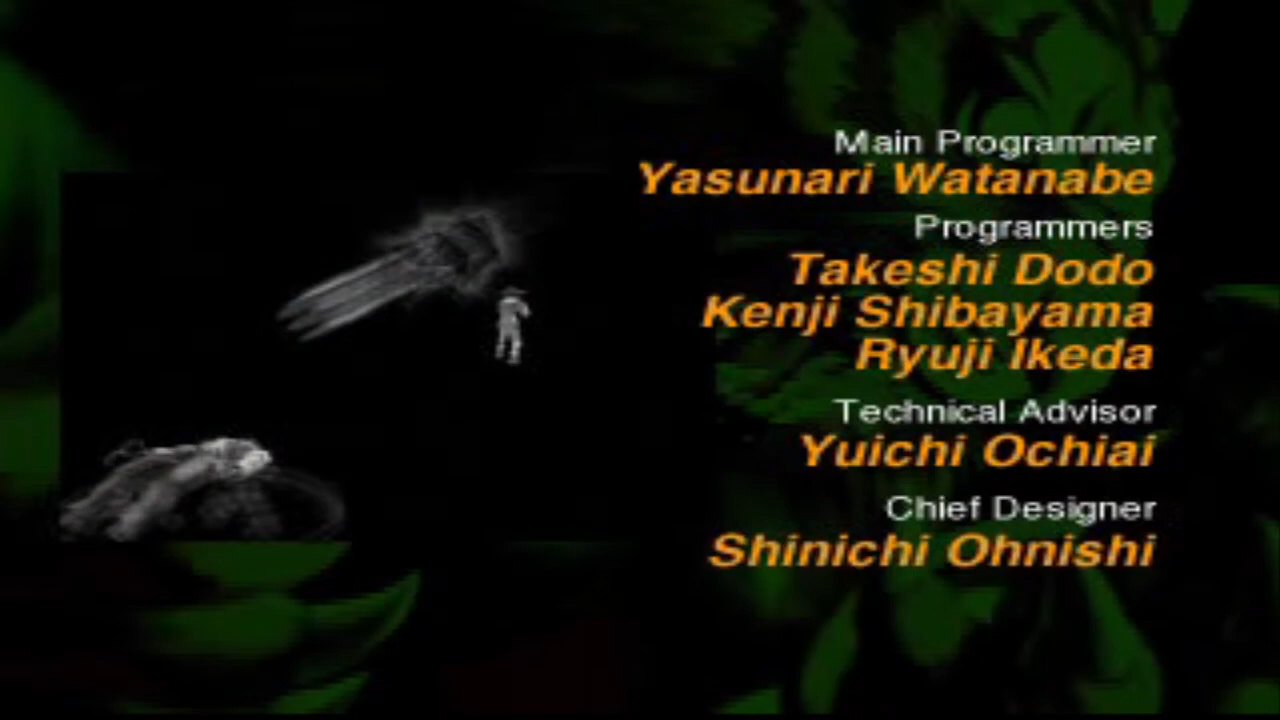 Main Programmer
Yasunari Watanabe
Programmers
Takeshi Dodo
Kenji Shibayama
Ryuji Ikeda
Technical Advisor
Yuichi Ochiai
Chief Designer
Shinichi Ohnishi